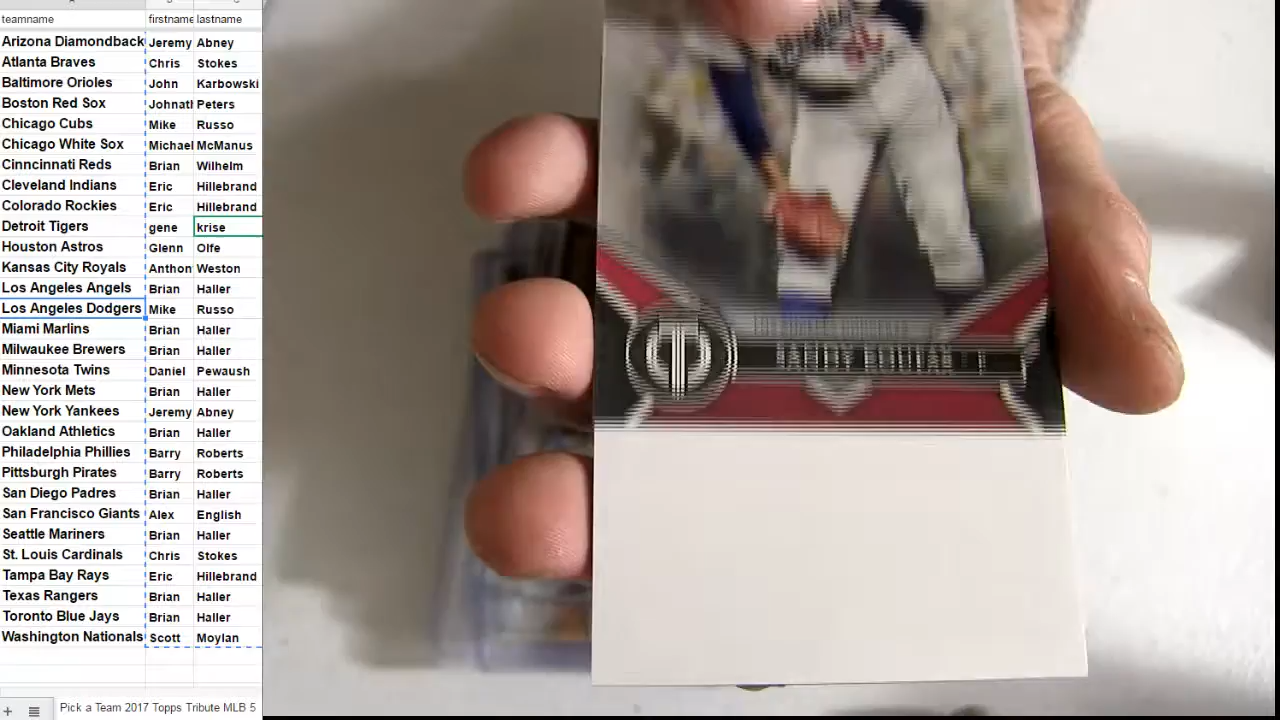 teamname firstname lastname
Arizona Diamondback Jeremy Abney
Atlanta Braves Chris Stokes
Baltimore Orioles John Karbowski
Boston Red Sox Johnath Peters
Chicago Cubs Mike Russo
Chicago White Sox Michael McManus
Cinncinnati Reds Brian Wilhelm
Cleveland Indians Eric Hillebrand
Colorado Rockies Eric Hillebrand
Detroit Tigers gene krise
Houston Astros Glenn Olfe
Kansas City Royals Anthon Weston
Los Angeles Angels Brian Haller
Los Angeles Dodgers Mike Russo
Miami Marlins Brian Haller
Milwaukee Brewers Brian Haller
Minnesota Twins Daniel Pewaush
New York Mets Brian Haller
New York Yankees Jeremy Abney
Oakland Athletics Brian Haller
Philadelphia Phillies Barry Roberts
Pittsburgh Pirates Barry Roberts
San Diego Padres Brian Haller
San Francisco Giants Alex English
Seattle Mariners Brian Haller
St. Louis Cardinals Chris Stokes
Tampa Bay Rays Eric Hillebrand
Texas Rangers Brian Haller
Toronto Blue Jays Brian Haller
Washington Nationals Scott Moylan
Pick a Team 2017 Topps Tribute MLB 5